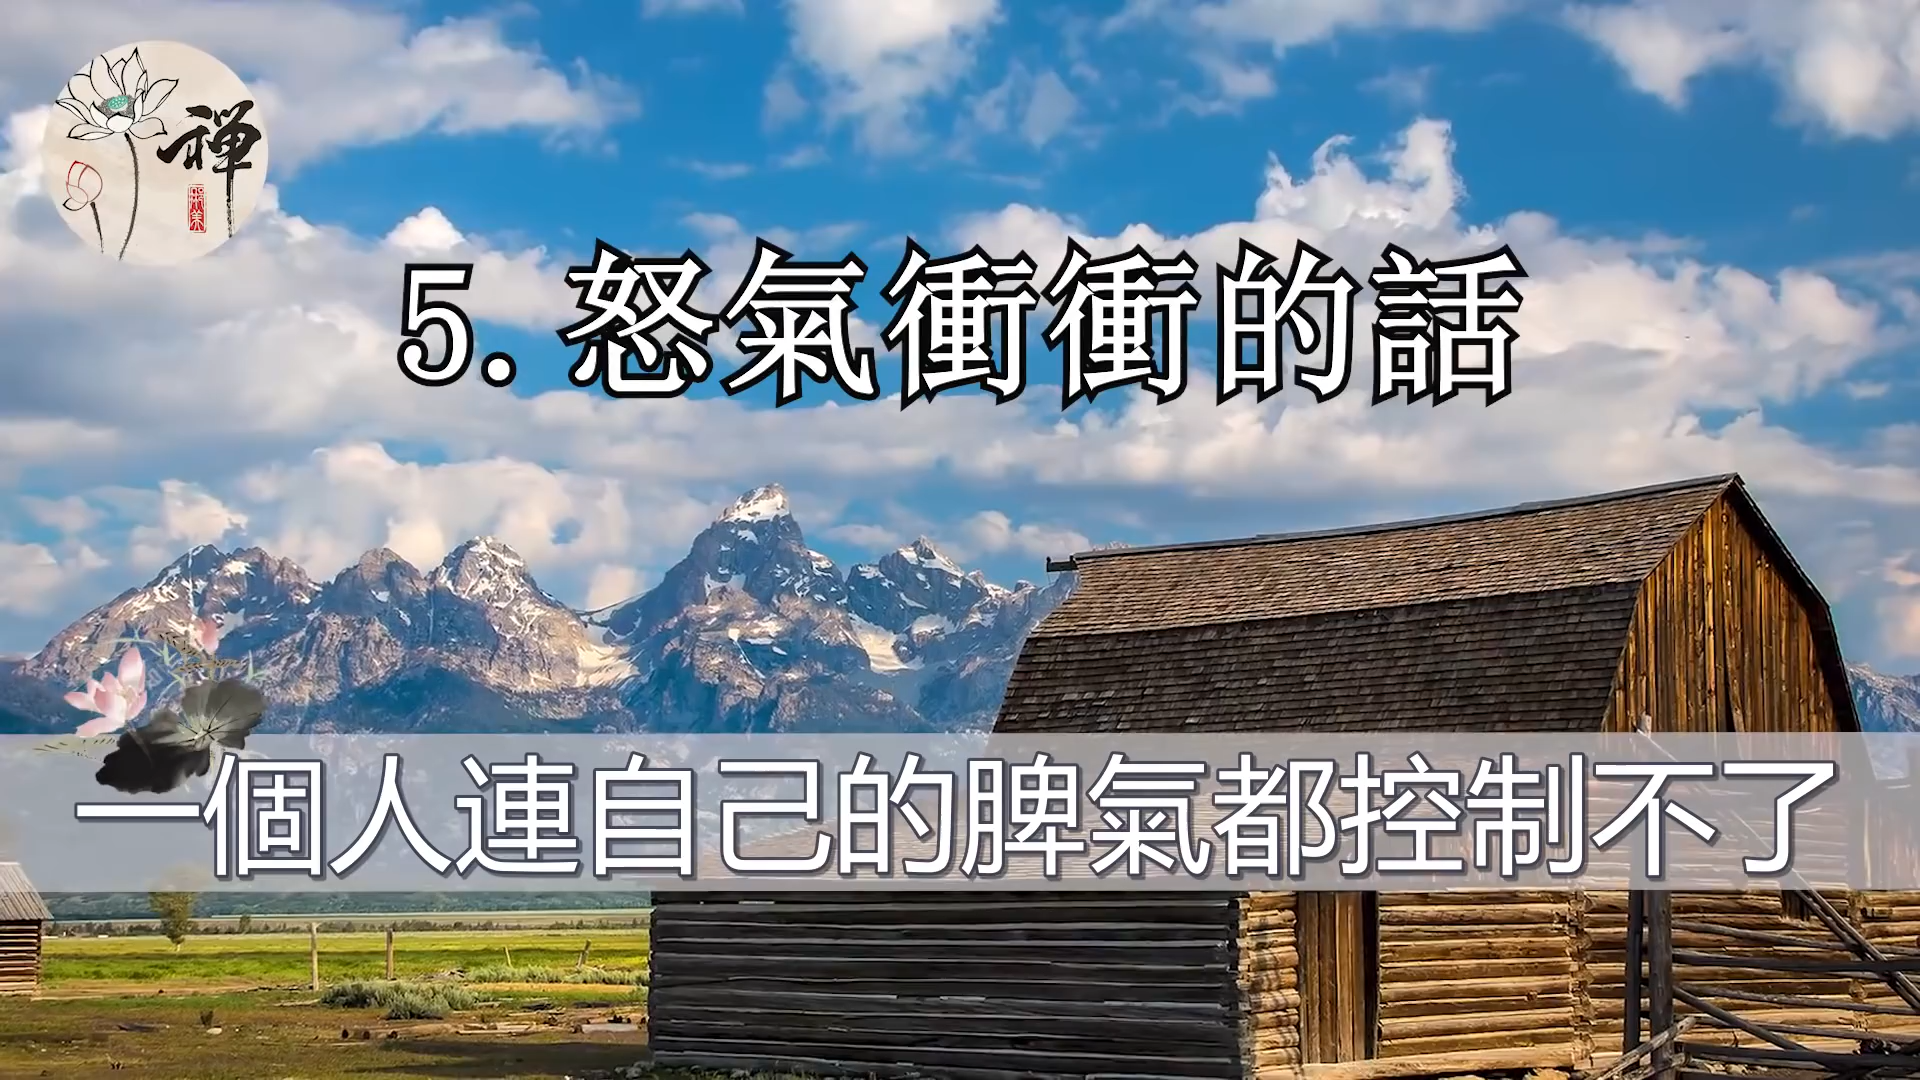 禅
5.怒氣衝衝的話
一個人連自己的脾氣都控制不了